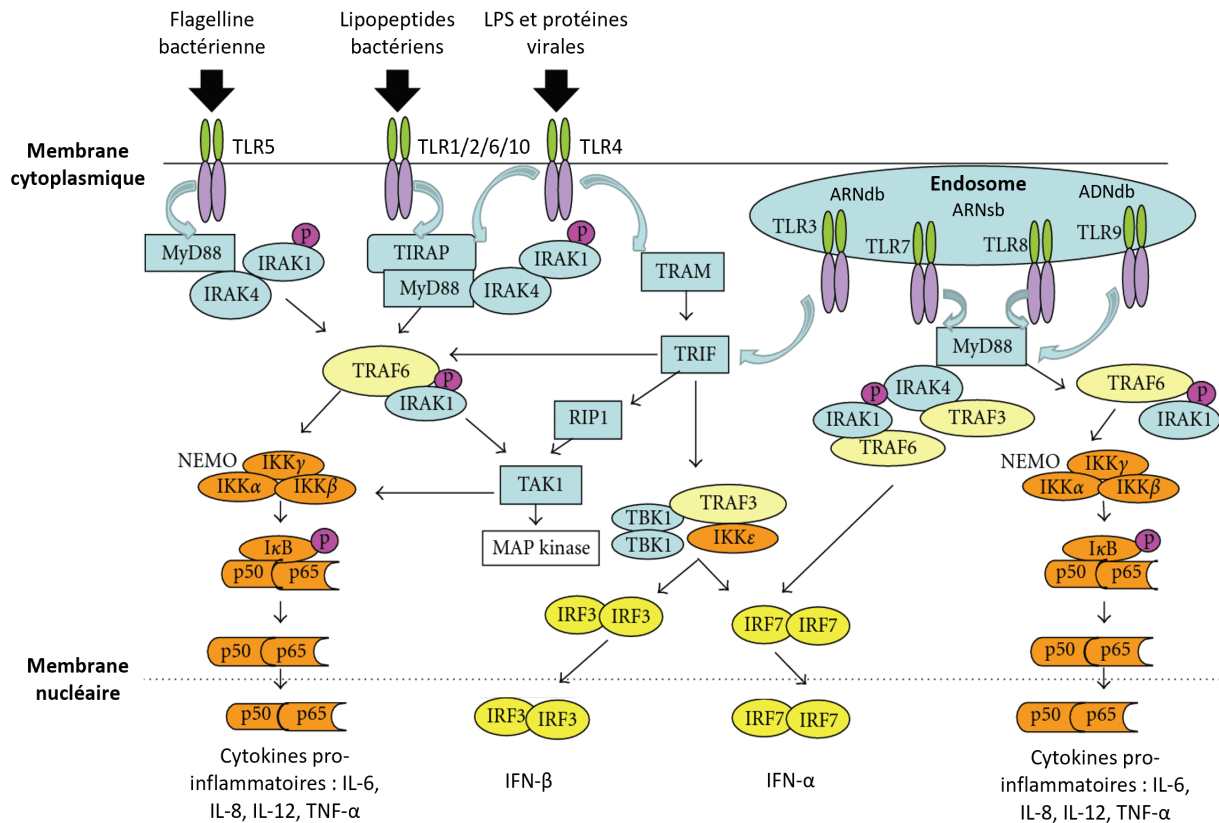 Flagelline
bactérienne
Lipopeptides
bactériens
LPS et protéines
virales
Membrane
cytoplasmique
TLR5
TLR1/2/6/10
TLR4
Endosome
ARNdb
ARNsb
ADNdb
TLR3
TLR7
TLR8
TLR9
MyD88
IRAK4
IRAK1
p
TIRAP
MyD88
IRAK4
IRAK1
p
TRAM
TRIF
MyD88
TRAF6
p
IRAK1
RIP1
TAK1
MAP kinase
IRAK4
p
IRAK1
TRAF3
TRAF6
TRAF6
p
IRAK1
NEMO
IKKγ
IKKα
IKKβ
TRAF3
TBK1
TBK1
IKKε
NEMO
IKKγ
IKKα
IKKβ
IκB
p
p50
p65
IκB
p
p50
p65
IRF3
IRF3
IRF7
IRF7
p50
p65
p50
p65
Membrane
nucléaire
p50
p65
IRF3
IRF3
IRF7
IRF7
p50
p65
Cytokines pro-
inflammatoires : IL-6,
IL-8, IL-12, TNF-α
IFN-β
IFN-α
Cytokines pro-
inflammatoires : IL-6,
IL-8, IL-12, TNF-α